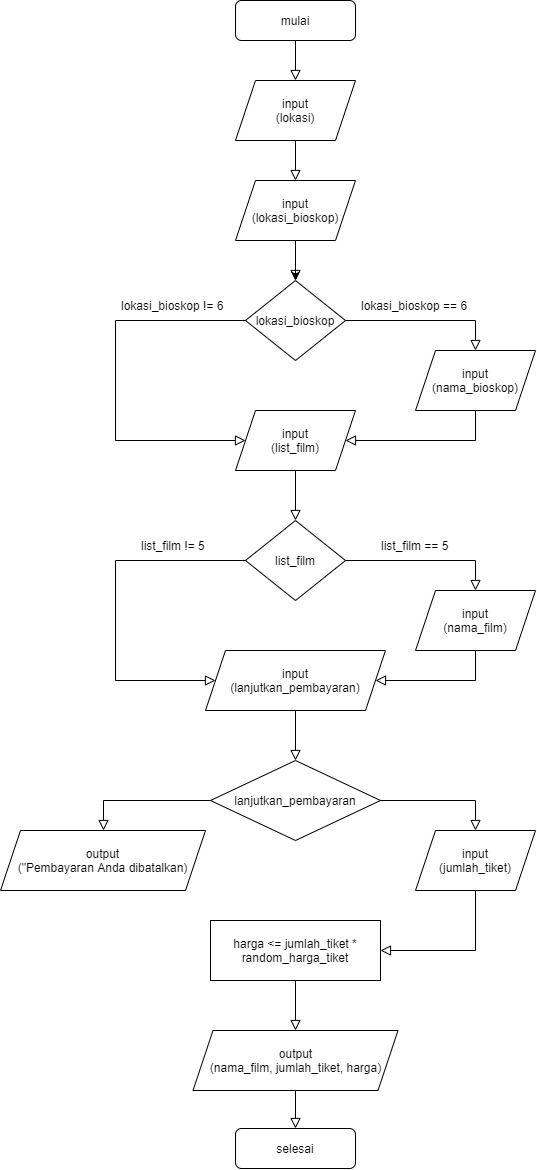 mulai
input
(lokasi)
input
(lokasi_bioskop)
lokasi_bioskop != 6
lokasi_bioskop == 6
lokasi_bioskop
input
(nama_bioskop)
input
(list_film)
list_film != 5
list_film == 5
list_film
input
(nama_film)
input
(lanjutkan_pembayaran)
lanjutkan_pembayaran
output
("Pembayaran Anda dibatalkan)
input
(jumlah_tiket)
harga <= jumlah_tiket *
random_harga_tiket
output
(nama_film, jumlah_tiket, harga)
selesai